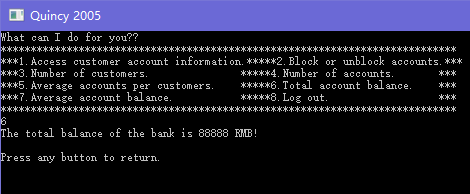 Quincy 2005
What can I do for you??
********************************************************************
***1.Access customer account information.*****2.Block or unblock accounts.***
***3.Number of customers.              *****4.Number of accounts.       ***
***5.Average accounts per customers.    *****6.Total account balance.    ***
***7.Average account balance.          *****8.Log out.                 ***
********************************************************************
6
The total balance of the bank is 88888 RMB!
Press any button to return.